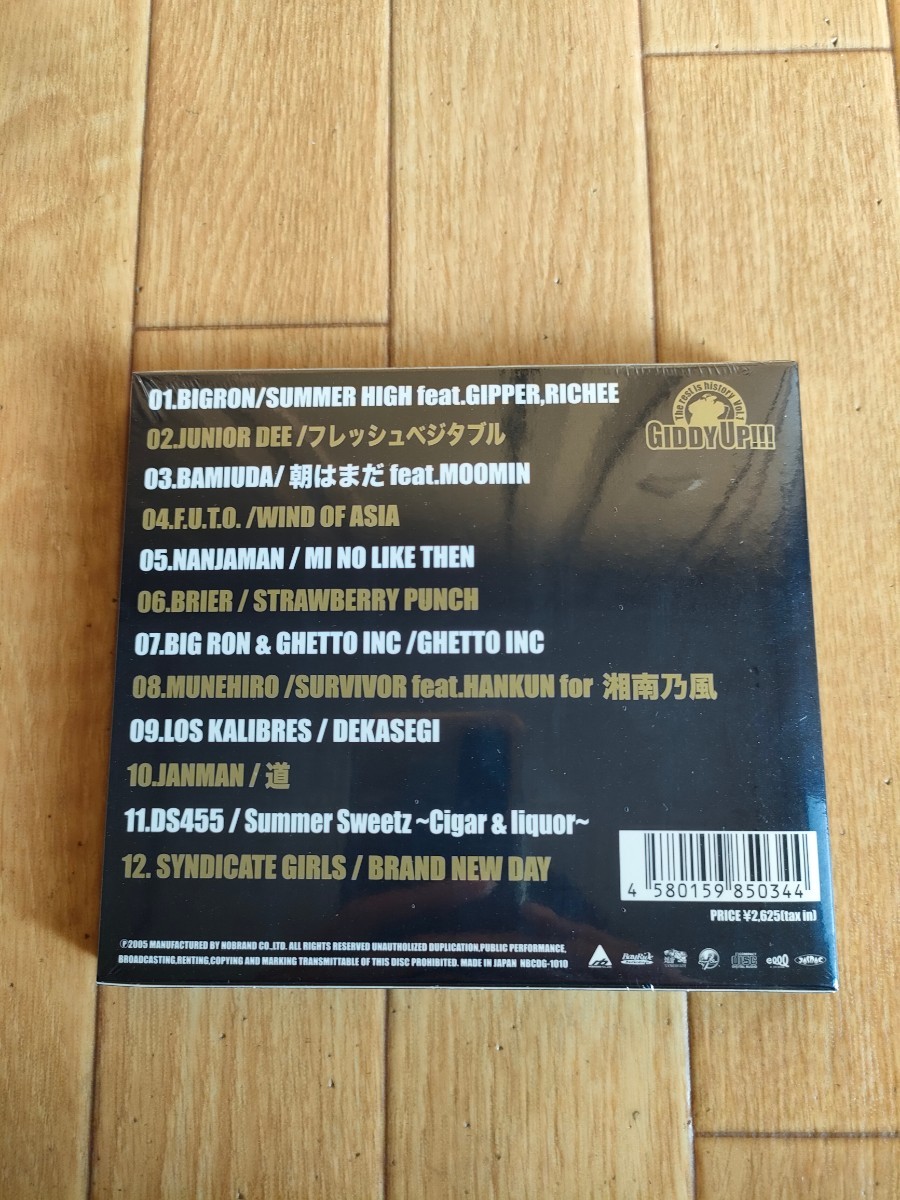 01.BIGRON/SUMMER HIGH feat.GIPPER,RICHEE
The rest is history Vol.1
GIDDY UP!!!
02.JUNIOR DEE /フレッシュベジタブル
03.BAMIUDA/ 朝はまだ feat.MOOMIN
04.F.U.T.O. /WIND OF ASIA
05.NANJAMAN / MI NO LIKE THEN
06.BRIER / STRAWBERRY PUNCH
07.BIG RON & GHETTO INC /GHETTO INC
08.MUNEHIRO /SURVIVOR feat.HANKUN for 湘南乃風
09.LOS KALIBRES / DEKASEGI
10.JANMAN / 道
11.DS455 / Summer Sweetz ~Cigar & liquor~
12. SYNDICATE GIRLS / BRAND NEW DAY
4 580159 850344
PRICE ¥2,625(tax in)
Ⓟ2005 MANUFACTURED BY NOBRAND CO.,LTD. ALL RIGHTS RESERVED UNAUTHOLIZED DUPLICATION,PUBLIC PERFORMANCE,
BROADCASTING,RENTING,COPYING AND MARKING TRANSMITTABLE OF THIS DISC PROHIBITED. MADE IN JAPAN NBCDG-1010